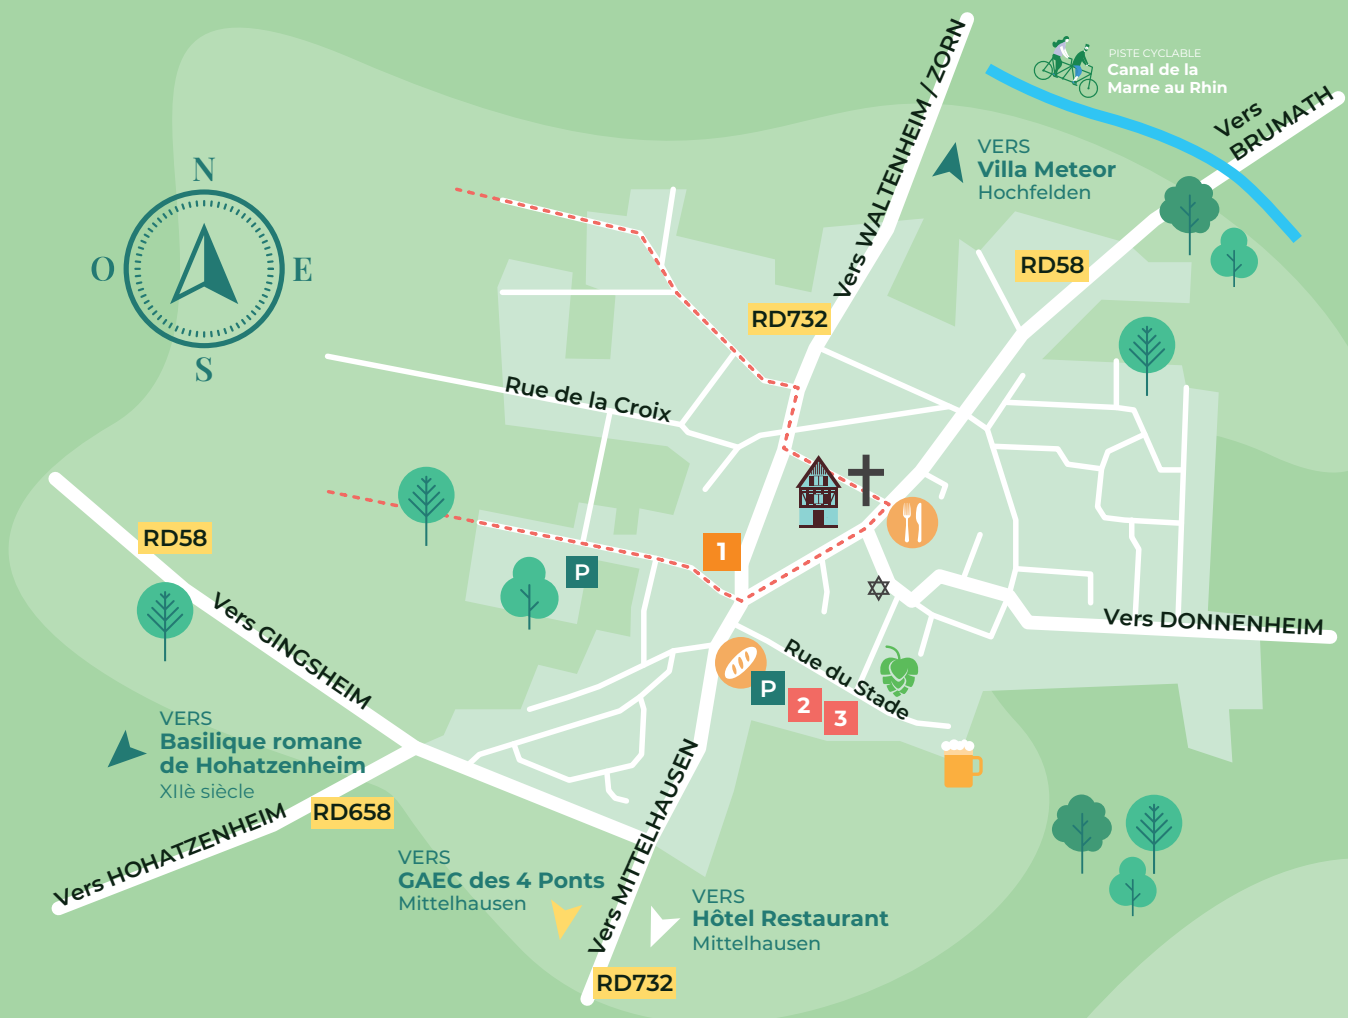 PISTE CYCLABLE
Canal de la
Marne au Rhin
Vers WALTENHEIM / ZORN
Vers
BRUMATH
VERS
Villa Meteor
Hochfelden
N
O
E
S
RD58
RD732
Rue de la Croix
RD58
1
P
Vers GINGSHEIM
Vers DONNENHEIM
Rue du Stade
P
2
3
VERS
Basilique romane
de Hohatzenheim
XIIè siècle
RD658
Vers HOHATZENHEIM
Vers MITTELHAUSEN
VERS
GAEC des 4 Ponts
Mittelhausen
VERS
Hôtel Restaurant
Mittelhausen
RD732